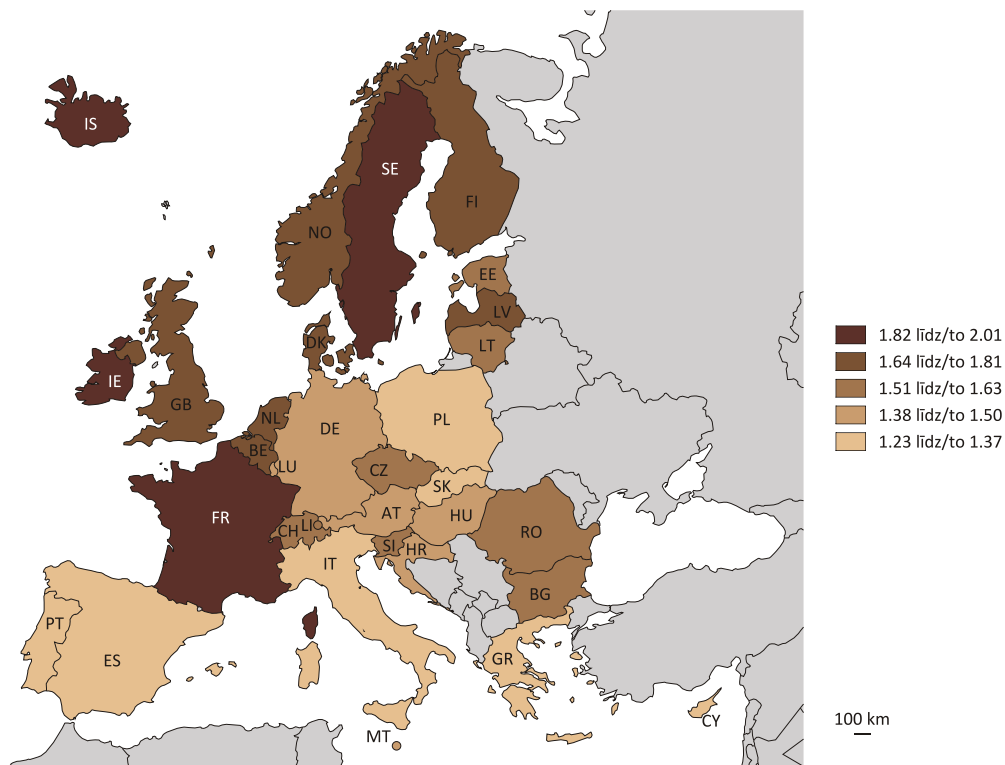 IS
SE
FI
NO
EE
LV
LT
DK
IE
GB
NL
BE
LU
DE
PL
CZ
SK
FR
CH
LI
AT
HU
SI
HR
RO
IT
BG
PT
ES
GR
MT
CY
1.82 līdz/to 2.01
1.64 līdz/to 1.81
1.51 līdz/to 1.63
1.38 līdz/to 1.50
1.23 līdz/to 1.37
100 km